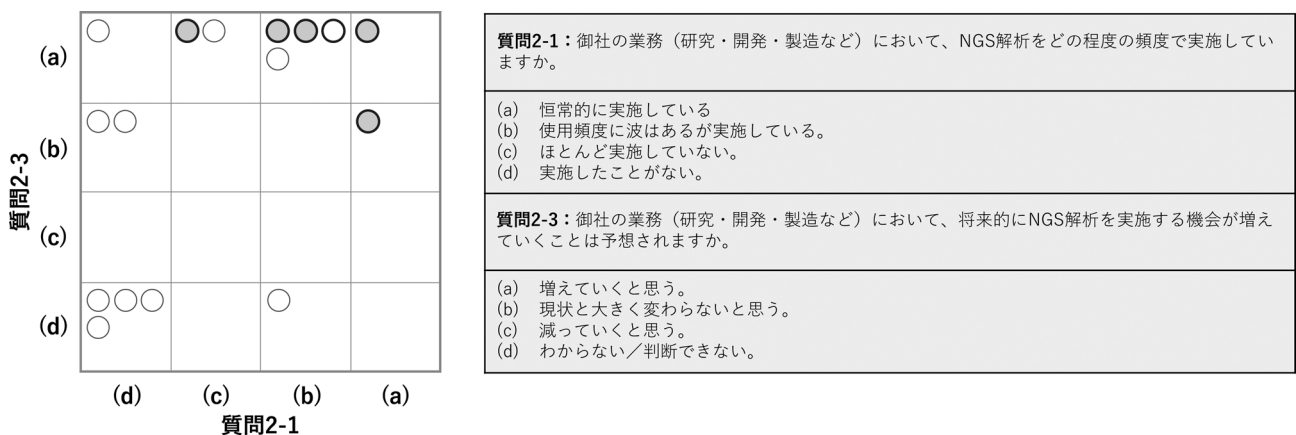 (a)
(b)
(c)
(d)
質問2-3
(d)
(c)
(b)
(a)
質問2-1
質問2-1：御社の業務（研究・開発・製造など）において、NGS解析をどの程度の頻度で実施してい
ますか。
(a) 恒常的に実施している
(b) 使用頻度に波はあるが実施している。
(c) ほとんど実施していない。
(d) 実施したことがない。
質問2-3：御社の業務（研究・開発・製造など）において、将来的にNGS解析を実施する機会が増え
ていくことは予想されますか。
(a) 増えていくと思う。
(b) 現状と大きく変わらないと思う。
(c) 減っていくと思う。
(d) わからない／判断できない。